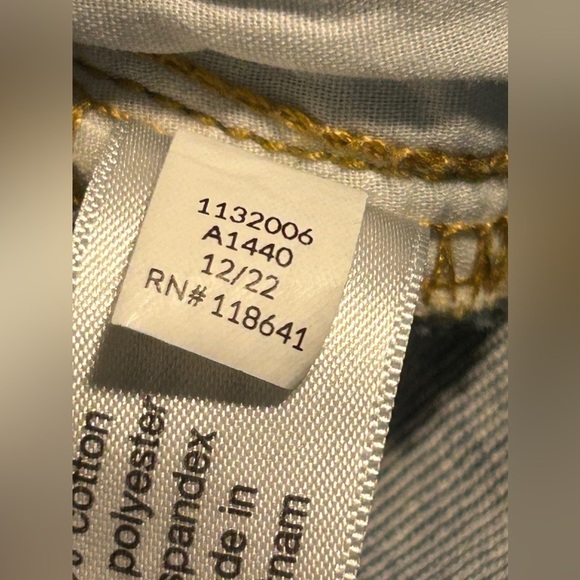 1132006
A1440
12/22
RN# 118641
cotton
polyester
spandex
de in
nam